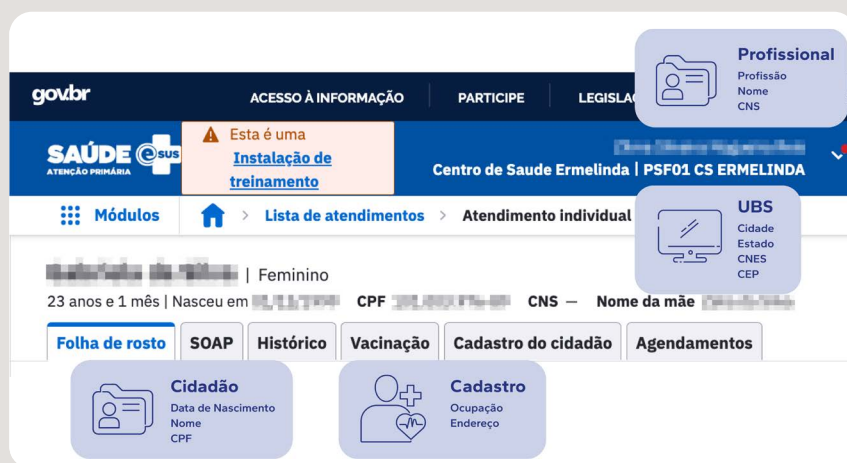 Profissional
Profissão
Nome
CNS
gov.br
ACESSO À INFORMAÇÃO
PARTICIPE
LEGISLA
SAÚDE e sus
ATENÇÃO PRIMÁRIA
Esta é uma
Instalação de
treinamento
Centro de Saude Ermelinda | PSF01 CS ERMELINDA
Módulos > Lista de atendimentos > Atendimento individual
UBS
Cidade
Estado
CNES
CEP
| Feminino
23 anos e 1 mês | Nasceu em CPF CNS — Nome da mãe
Folha de rosto SOAP Histórico Vacinação Cadastro do cidadão Agendamentos
Cidadão
Data de Nascimento
Nome
CPF
Cadastro
Ocupação
Endereço